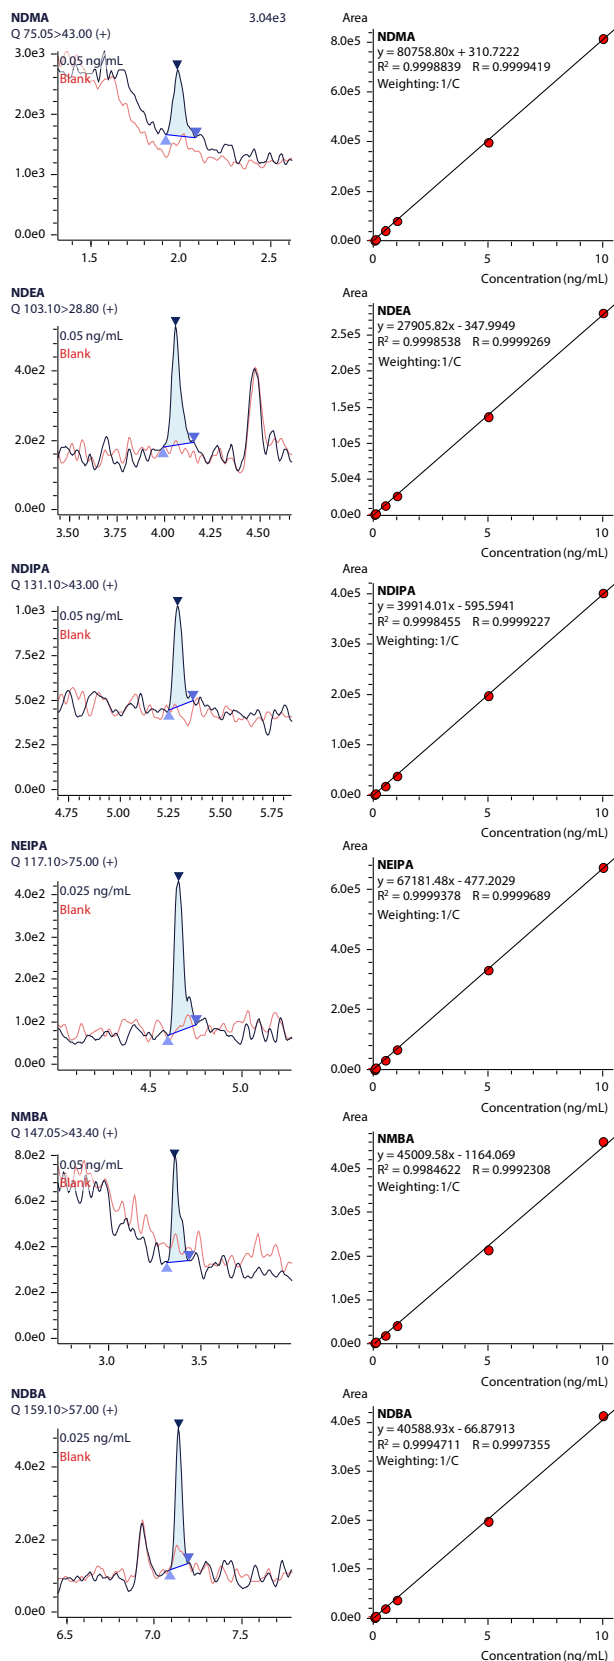 NDMA 3.04e3
Q 75.05>43.00 (+)
3.0e3
0.05 ng/mL
Blank
2.0e3
1.0e3
0.0e0
1.5 2.0 2.5
Area
8.0e5
NDMA
y = 80758.80x + 310.7222
R² = 0.9998839 R = 0.9999419
Weighting: 1/C
6.0e5
4.0e5
2.0e5
0.0e0
0 5 10
Concentration (ng/mL)
NDEA
Q 103.10>28.80 (+)
0.05 ng/mL
Blank
4.0e2
2.0e2
0.0e0
3.50 3.75 4.00 4.25 4.50
Area
NDEA
y = 27905.82x - 347.9949
R² = 0.9998538 R = 0.9999269
Weighting: 1/C
2.5e5
2.0e5
1.5e5
1.0e5
5.0e4
0.0e0
0 5 10
Concentration (ng/mL)
NDIPA
Q 131.10>43.00 (+)
1.0e3
0.05 ng/mL
Blank
7.5e2
5.0e2
2.5e2
0.0e0
4.75 5.00 5.25 5.50 5.75
Area
4.0e5
NDIPA
y = 39914.01x - 595.5941
R² = 0.9998455 R = 0.9999227
Weighting: 1/C
3.0e5
2.0e5
1.0e5
0.0e0
0 5 10
Concentration (ng/mL)
NEIPA
Q 117.10>75.00 (+)
4.0e2
0.025 ng/mL
Blank
3.0e2
2.0e2
1.0e2
0.0e0
4.5 5.0
Area
NEIPA
y = 67181.48x - 477.2029
R² = 0.9999378 R = 0.9999689
Weighting: 1/C
6.0e5
4.0e5
2.0e5
0.0e0
0 5 10
Concentration (ng/mL)
NMBA
Q 147.05>43.40 (+)
8.0e2
0.05 ng/mL
Blank
6.0e2
4.0e2
2.0e2
0.0e0
3.0 3.5
Area
NMBA
y = 45009.58x - 1164.069
R² = 0.9984622 R = 0.9992308
Weighting: 1/C
4.0e5
3.0e5
2.0e5
1.0e5
0.0e0
0 5 10
Concentration (ng/mL)
NDBA
Q 159.10>57.00 (+)
0.025 ng/mL
Blank
4.0e2
2.0e2
0.0e0
6.5 7.0 7.5
Area
4.0e5
NDBA
y = 40588.93x - 66.87913
R² = 0.9994711 R = 0.9997355
Weighting: 1/C
3.0e5
2.0e5
1.0e5
0.0e0
0 5 10
Concentration (ng/mL)